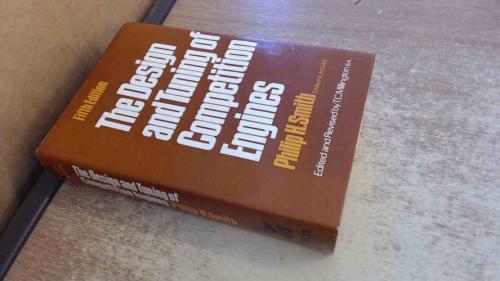 Fifth Edition
The Design
and Tuning of
Competition
Engines
Philip H. Smith
Edited and Revised by T.C. Millington B.A
The Design and Tuning of
Competition Engines
Philip H. Smith